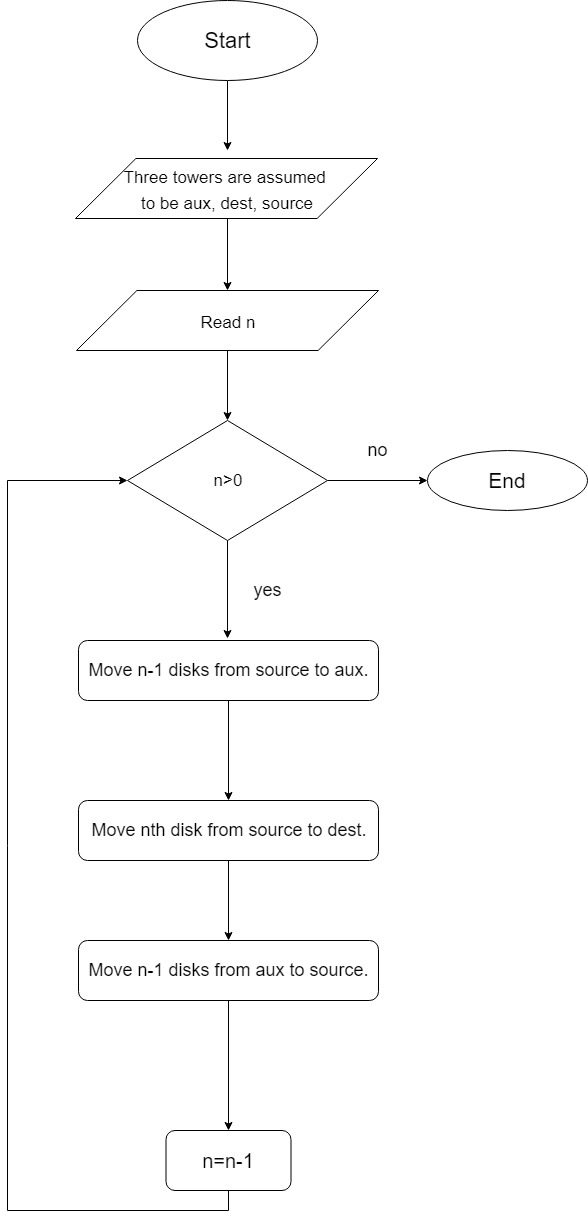 Start
Three towers are assumed
to be aux, dest, source
Read n
n>0
no
End
yes
Move n-1 disks from source to aux.
Move nth disk from source to dest.
Move n-1 disks from aux to source.
n=n-1